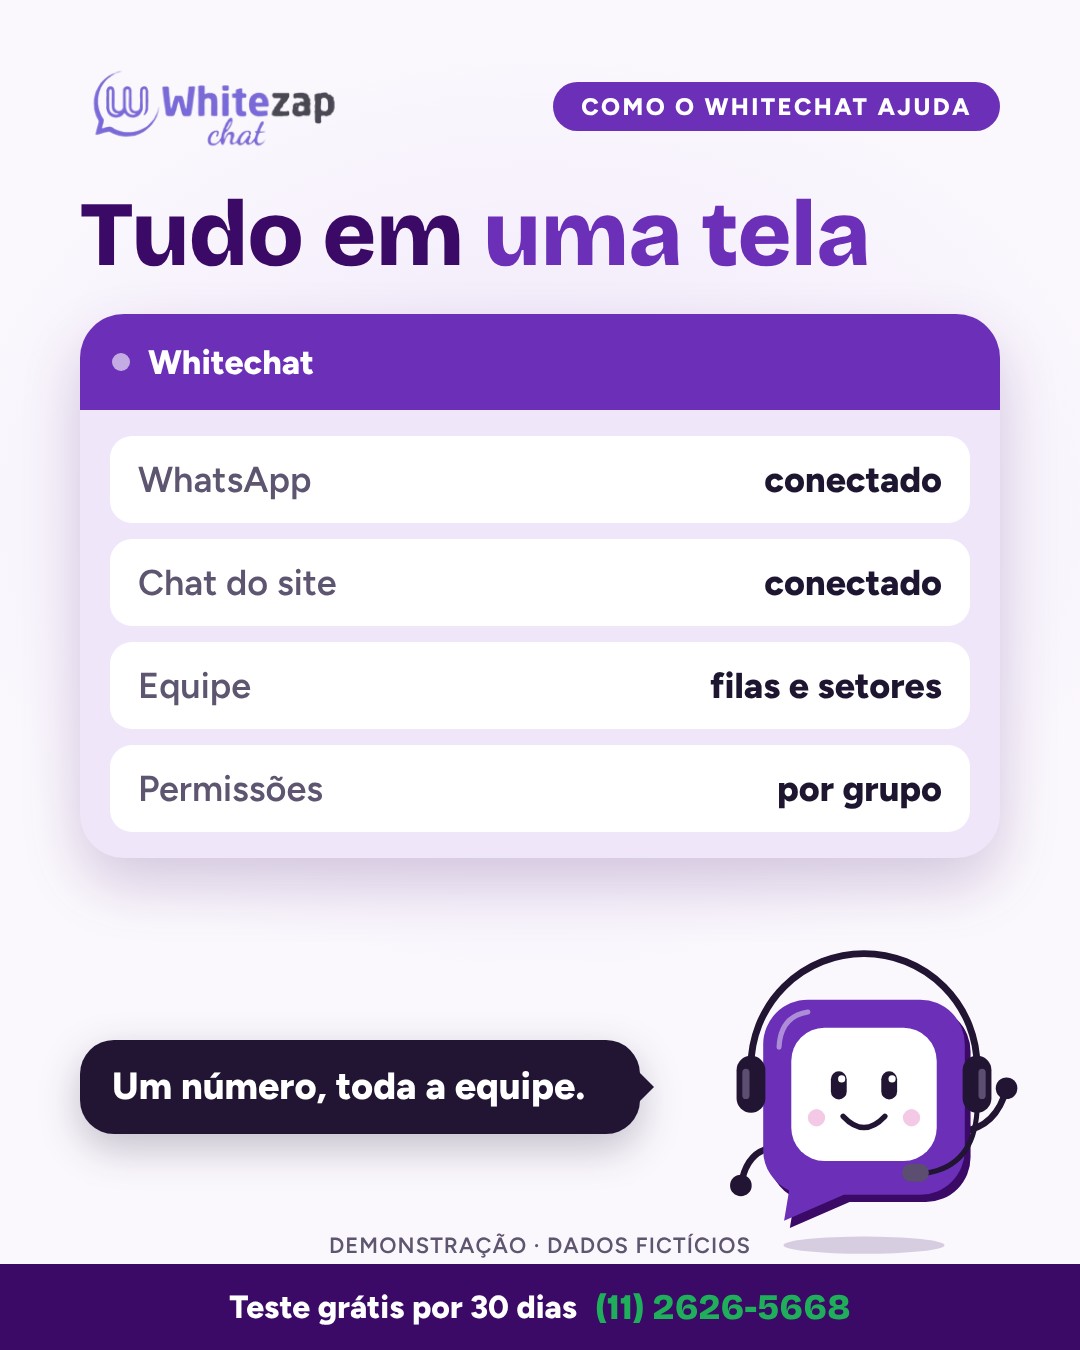 Whitezap
chat
COMO O WHITECHAT AJUDA
Tudo em uma tela
Whitechat
WhatsApp conectado
Chat do site conectado
Equipe filas e setores
Permissões por grupo
Um número, toda a equipe.
DEMONSTRAÇÃO · DADOS FICTÍCIOS
Teste grátis por 30 dias (11) 2626-5668